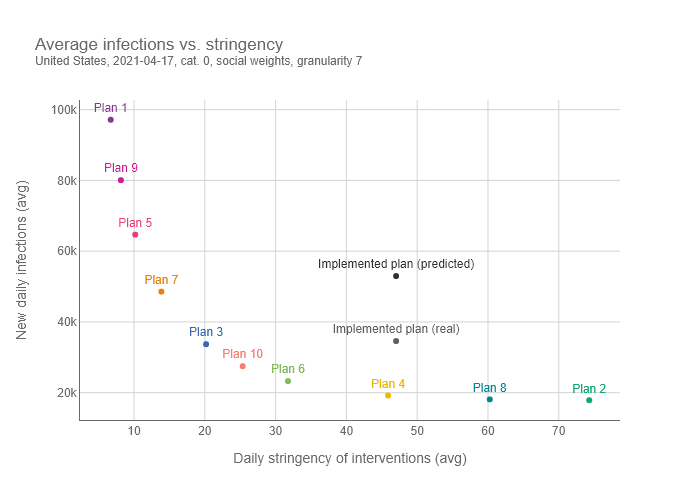 Average infections vs. stringency
United States, 2021-04-17, cat. 0, social weights, granularity 7
New daily infections (avg)
100k
80k
60k
40k
20k
Plan 1
Plan 9
Plan 5
Plan 7
Plan 3
Plan 10
Plan 6
Implemented plan (predicted)
Implemented plan (real)
Plan 4
Plan 8
Plan 2
10
20
30
40
50
60
70
Daily stringency of interventions (avg)